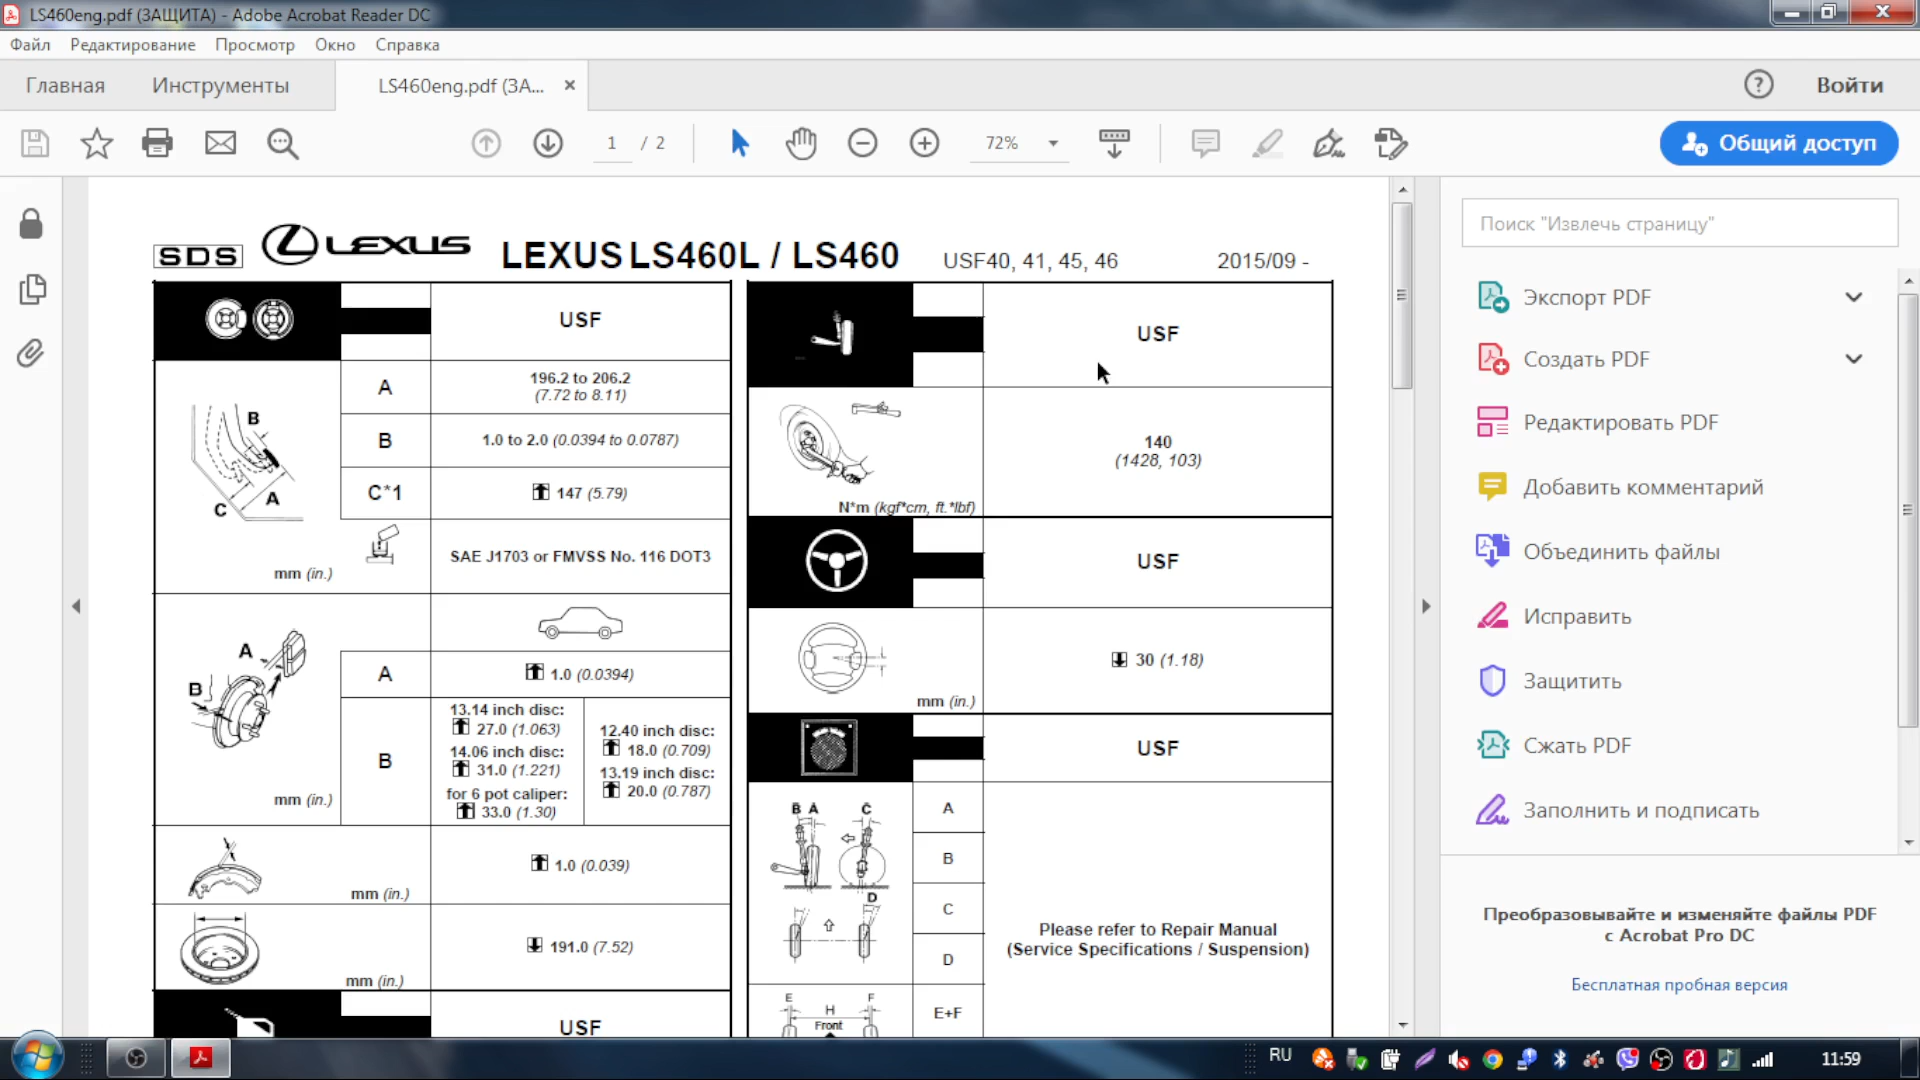 LS460eng.pdf (ЗАЩИТА) - Adobe Acrobat Reader DC
Файл Редактирование Просмотр Окно Справка
Главная Инструменты LS460eng.pdf (ЗА... × ? Войти
1 / 2 72% Общий доступ
SDS LEXUS LEXUS LS460L / LS460 USF40, 41, 45, 46 2015/09 -
USF
A 196.2 to 206.2
(7.72 to 8.11)
B 1.0 to 2.0 (0.0394 to 0.0787)
C*1 147 (5.79)
B
A
C
mm (in.)
SAE J1703 or FMVSS No. 116 DOT3
A
B
mm (in.)
A 1.0 (0.0394)
B
13.14 inch disc:
27.0 (1.063)
14.06 inch disc:
31.0 (1.221)
for 6 pot caliper:
33.0 (1.30)
12.40 inch disc:
18.0 (0.709)
13.19 inch disc:
20.0 (0.787)
mm (in.)
1.0 (0.039)
mm (in.)
191.0 (7.52)
USF
USF
140
(1428, 103)
N*m (kgf*cm, ft.*lbf)
USF
30 (1.18)
mm (in.)
USF
B A C
D
A
B
C
D
E F
H
Front
E+F
Please refer to Repair Manual
(Service Specifications / Suspension)
Поиск "Извлечь страницу"
Экспорт PDF
Создать PDF
Редактировать PDF
Добавить комментарий
Объединить файлы
Исправить
Защитить
Сжать PDF
Заполнить и подписать
Преобразовывайте и изменяйте файлы PDF
с Acrobat Pro DC
Бесплатная пробная версия
RU 11:59